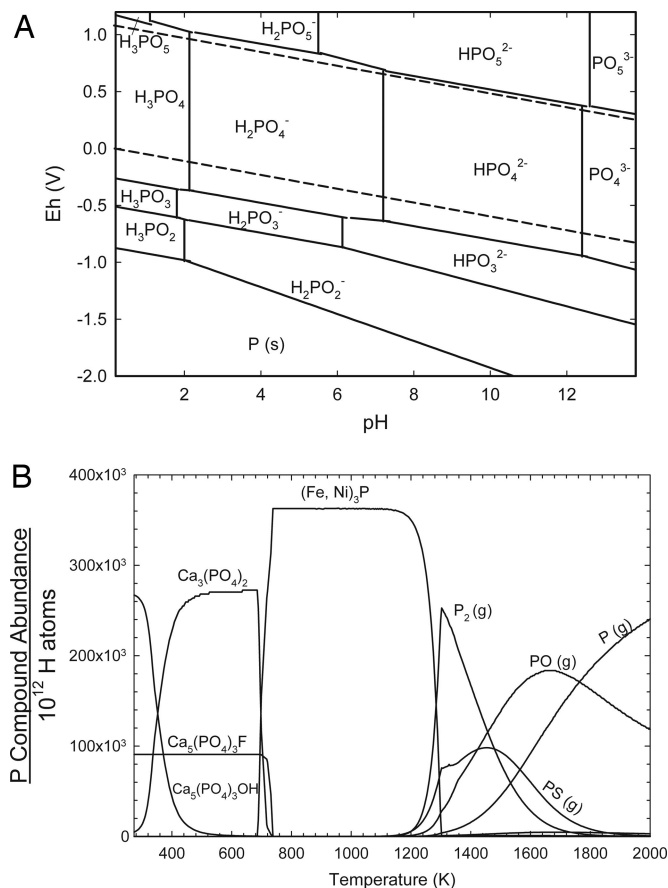 A
1.0
0.5
0.0
-0.5
-1.0
-1.5
-2.0
Eh (V)
H₃PO₅
H₂PO₅⁻
HPO₅²⁻
PO₅³⁻
H₃PO₄
H₂PO₄⁻
HPO₄²⁻
PO₄³⁻
H₃PO₃
H₂PO₃⁻
HPO₃²⁻
H₃PO₂
H₂PO₂⁻
P (s)
2 4 6 8 10 12
pH
B
400x10³
300x10³
200x10³
100x10³
0
P Compound Abundance
10¹² H atoms
(Fe, Ni)₃P
Ca₃(PO₄)₂
P₂ (g)
P (g)
PO (g)
Ca₅(PO₄)₃F
Ca₅(PO₄)₃OH
PS (g)
400 600 800 1000 1200 1400 1600 1800 2000
Temperature (K)